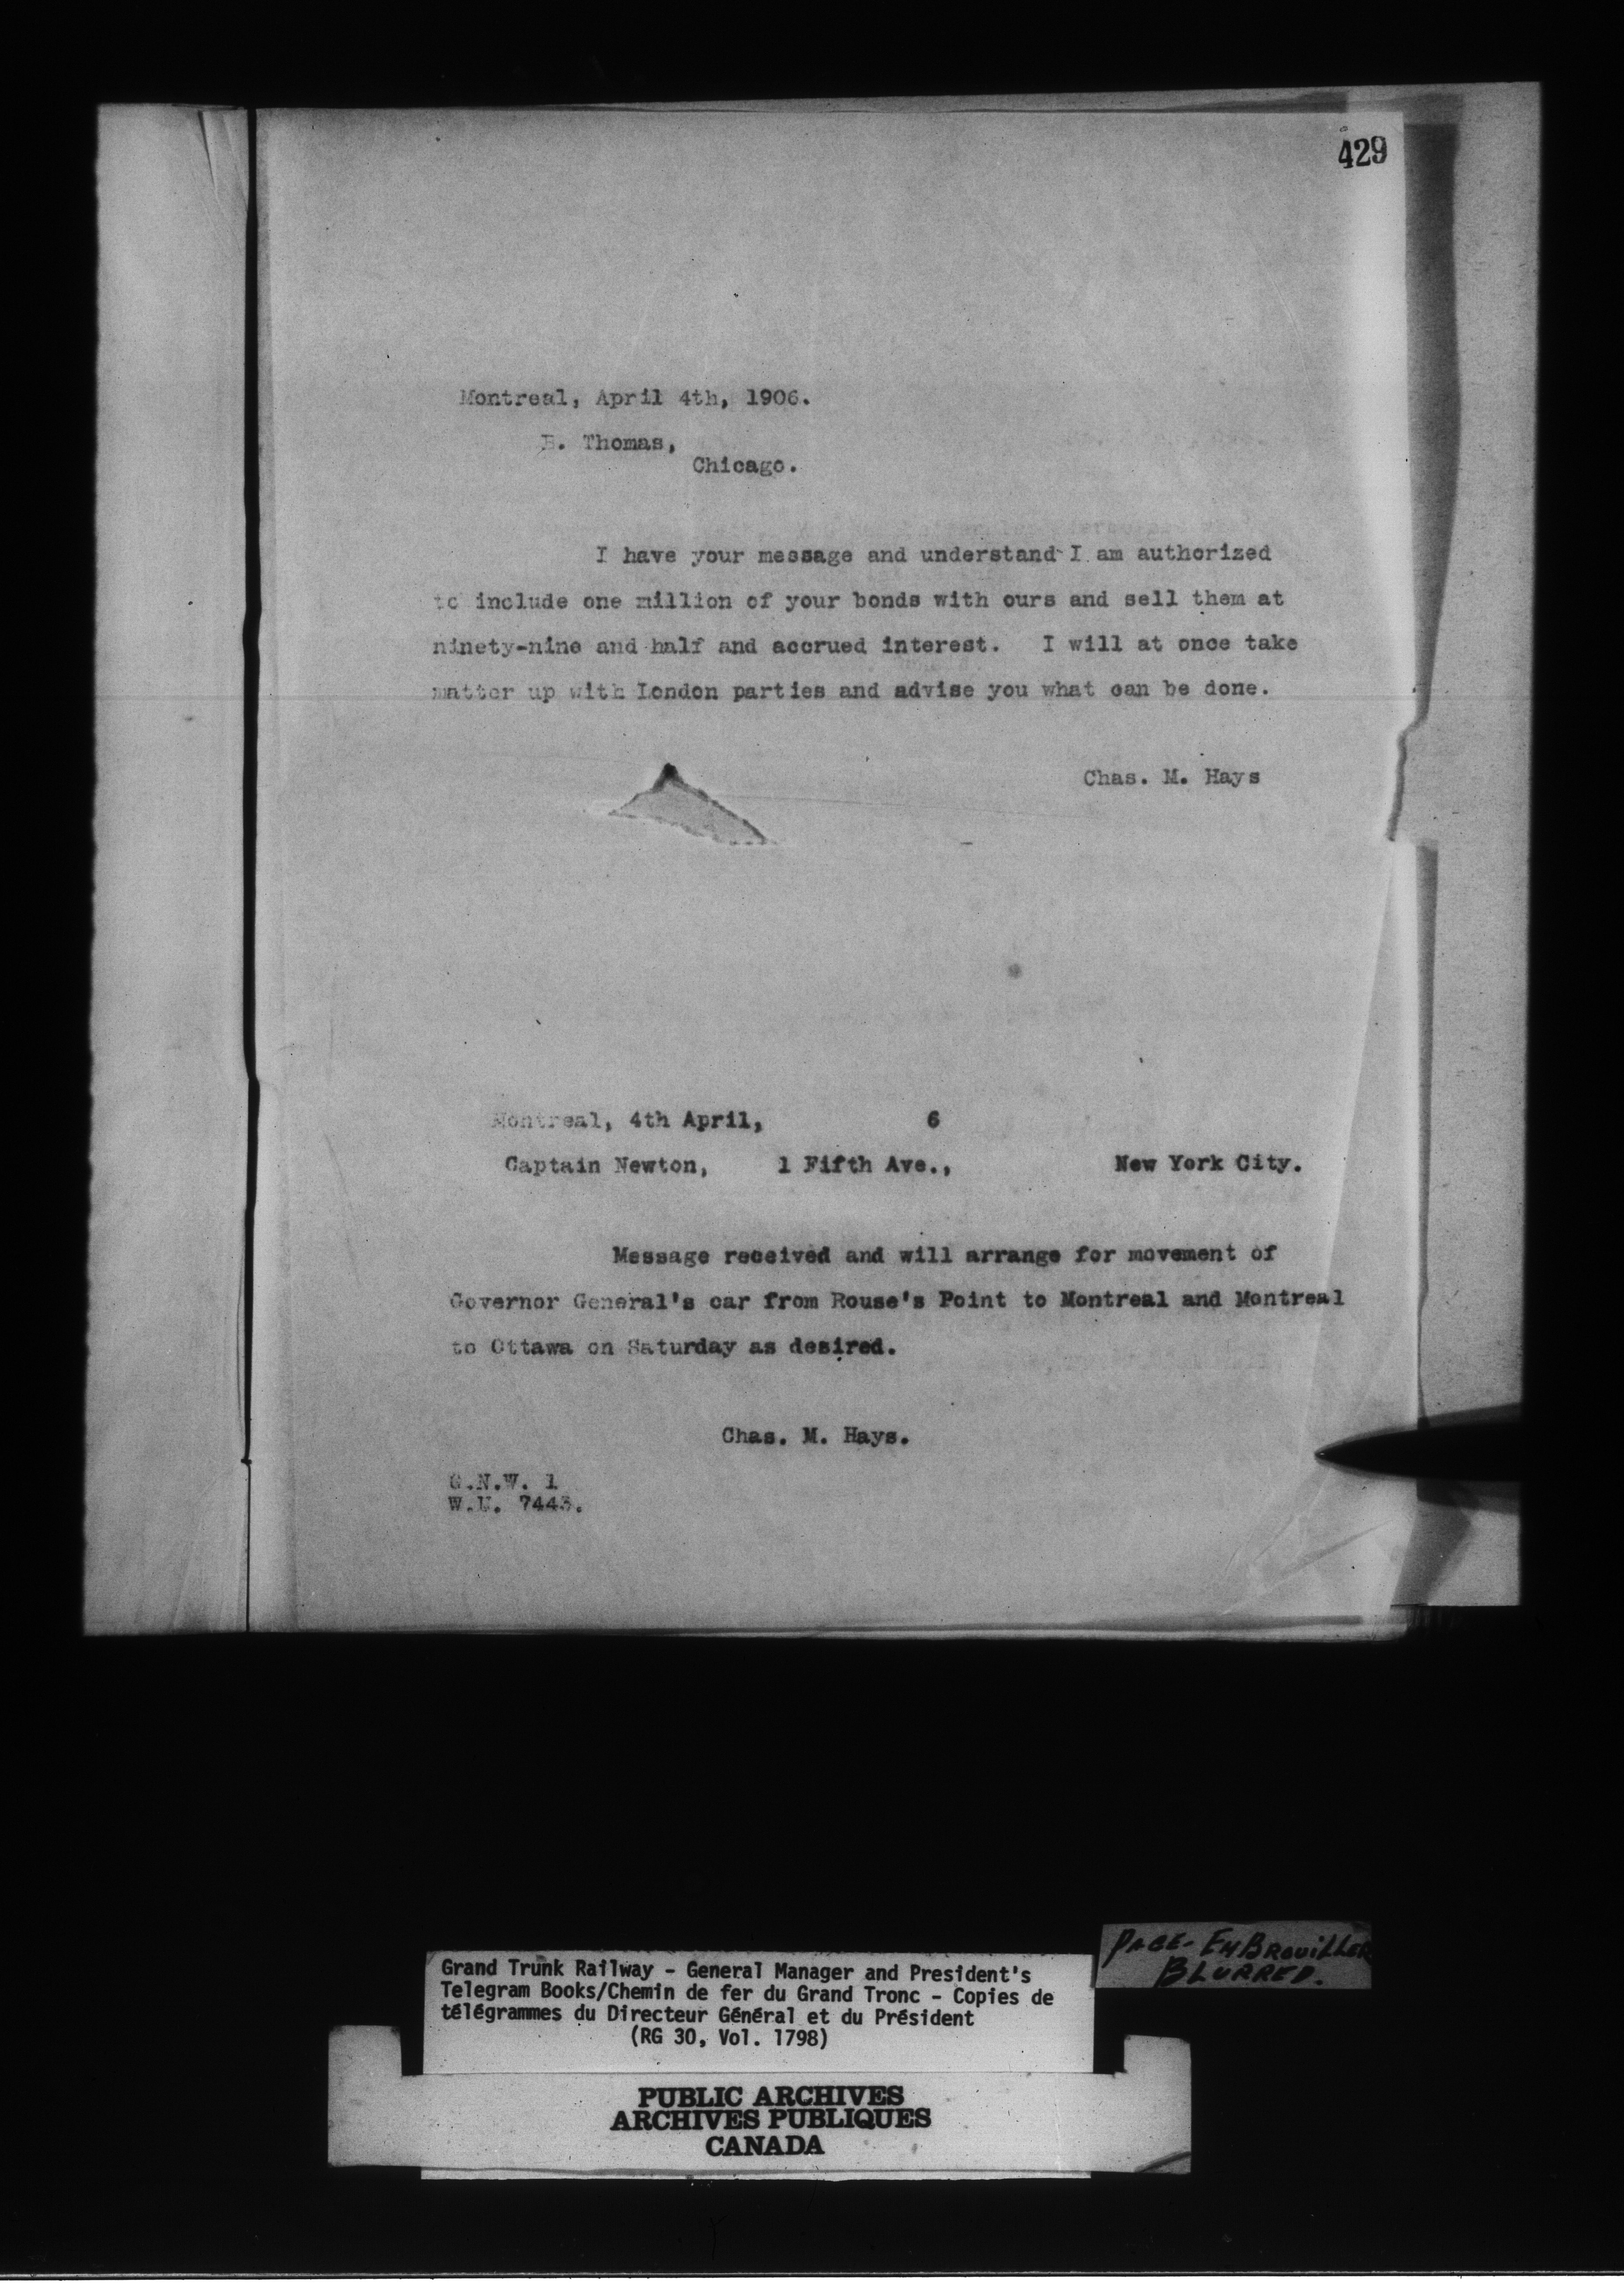 429
Montreal, April 4th, 1906.
B. Thomas,
Chicago.
I have your message and understand I am authorized
to include one million of your bonds with ours and sell them at
ninety-nine and half and accrued interest. I will at once take
matter up with London parties and advise you what can be done.
Chas. M. Hays
Montreal, 4th April, 6
Captain Newton, 1 Fifth Ave., New York City.
Message received and will arrange for movement of
Governor General's car from Rouse's Point to Montreal and Montreal
to Ottawa on Saturday as desired.
Chas. M. Hays.
G.N.W. 1
W.U. 7443.
PAGE - EMBROUILLER
BLURRED.
Grand Trunk Railway - General Manager and President's
Telegram Books/Chemin de fer du Grand Tronc - Copies de
télégrammes du Directeur Général et du Président
(RG 30, Vol. 1798)
PUBLIC ARCHIVES
ARCHIVES PUBLIQUES
CANADA